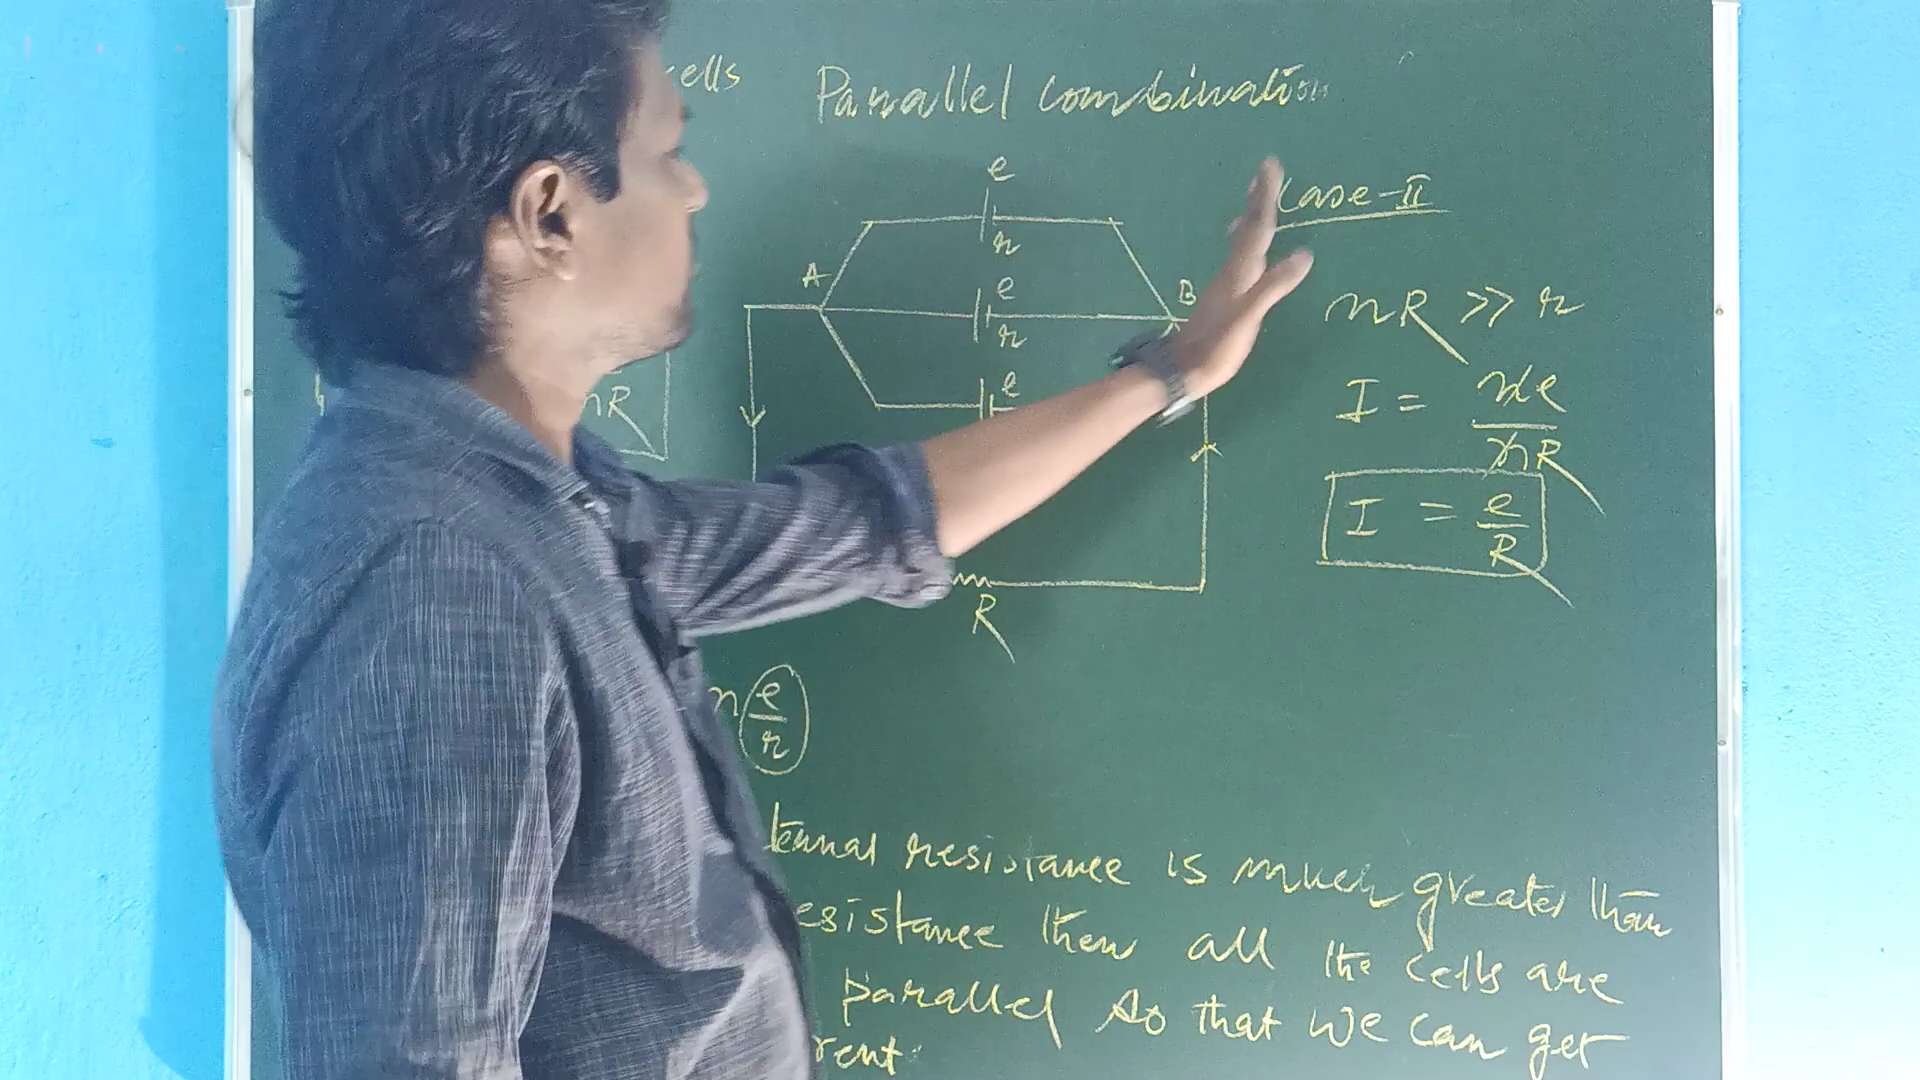 cells Parallel combination
e
Case-II
r
A
e
B
nR >> r
r
e
I = ne
nR
nR
I = e
R
R
n e
r
ternal resistance is much greater than
esistance then all the cells are
parallel so that we can get
rent.